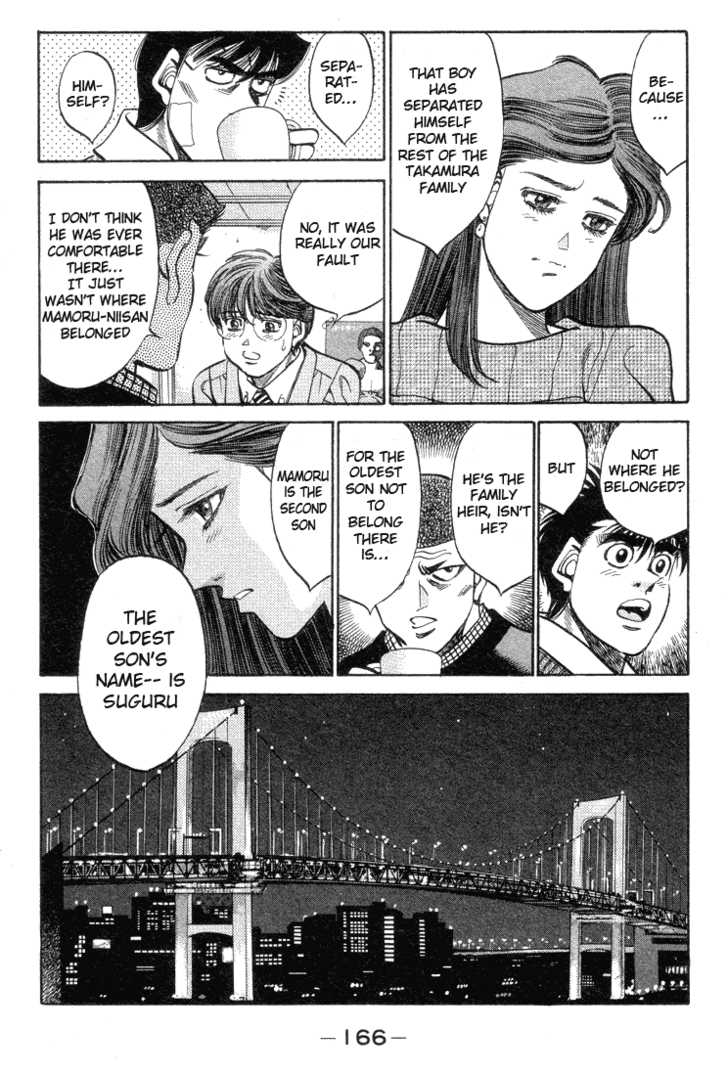 BE-
CAUSE
...
THAT BOY
HAS
SEPARATED
HIMSELF
FROM THE
REST OF THE
TAKAMURA
FAMILY
SEPA-
RAT-
ED...
HIM-
SELF?
NO, IT WAS
REALLY OUR
FAULT
I DON'T THINK
HE WAS EVER
COMFORTABLE
THERE...
IT JUST
WASN'T WHERE
MAMORU-NIISAN
BELONGED
NOT
WHERE HE
BELONGED?
BUT
HE'S THE
FAMILY
HEIR, ISN'T
HE?
FOR THE
OLDEST
SON NOT
TO
BELONG
THERE
IS...
MAMORU
IS THE
SECOND
SON
THE
OLDEST
SON'S
NAME-- IS
SUGURU
— 166 —